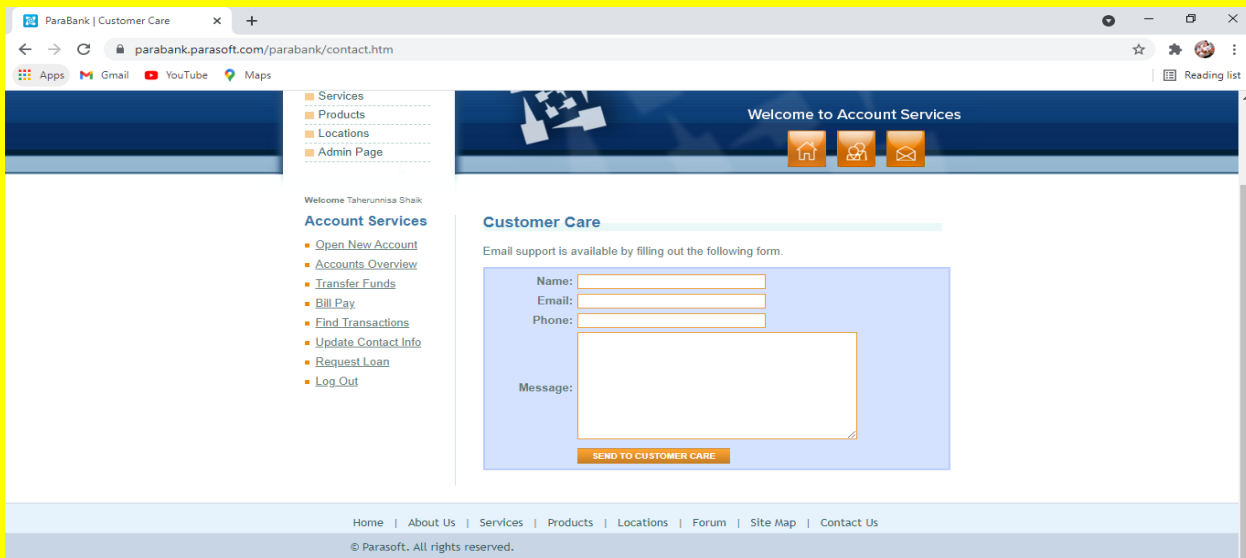 ParaBank | Customer Care
parabank.parasoft.com/parabank/contact.htm
Apps Gmail YouTube Maps Reading list
Services
Products
Locations
Admin Page
Welcome to Account Services
Welcome Taherunnisa Shaik
Account Services
Open New Account
Accounts Overview
Transfer Funds
Bill Pay
Find Transactions
Update Contact Info
Request Loan
Log Out
Customer Care
Email support is available by filling out the following form.
Name:
Email:
Phone:
Message:
SEND TO CUSTOMER CARE
Home | About Us | Services | Products | Locations | Forum | Site Map | Contact Us
© Parasoft. All rights reserved.